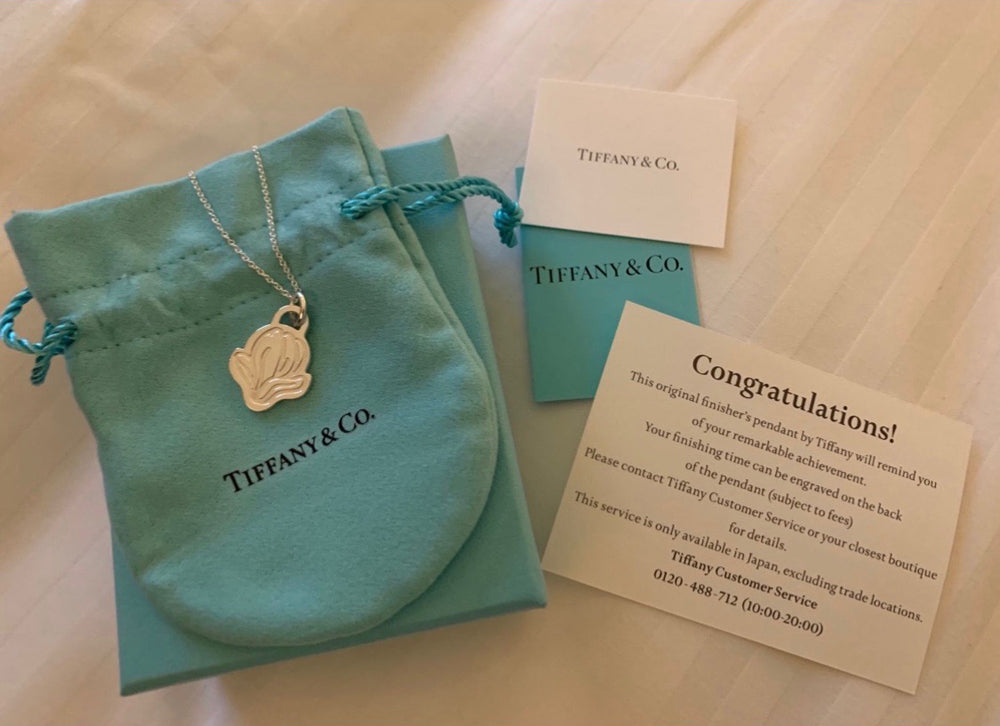 TIFFANY & CO.
TIFFANY & CO.
TIFFANY & CO.
Congratulations!
This original finisher's pendant by Tiffany will remind you
of your remarkable achievement.
Your finishing time can be engraved on the back
of the pendant (subject to fees)
Please contact Tiffany Customer Service or your closest boutique
for details.
This service is only available in Japan, excluding trade locations.
Tiffany Customer Service
0120-488-712 (10:00-20:00)